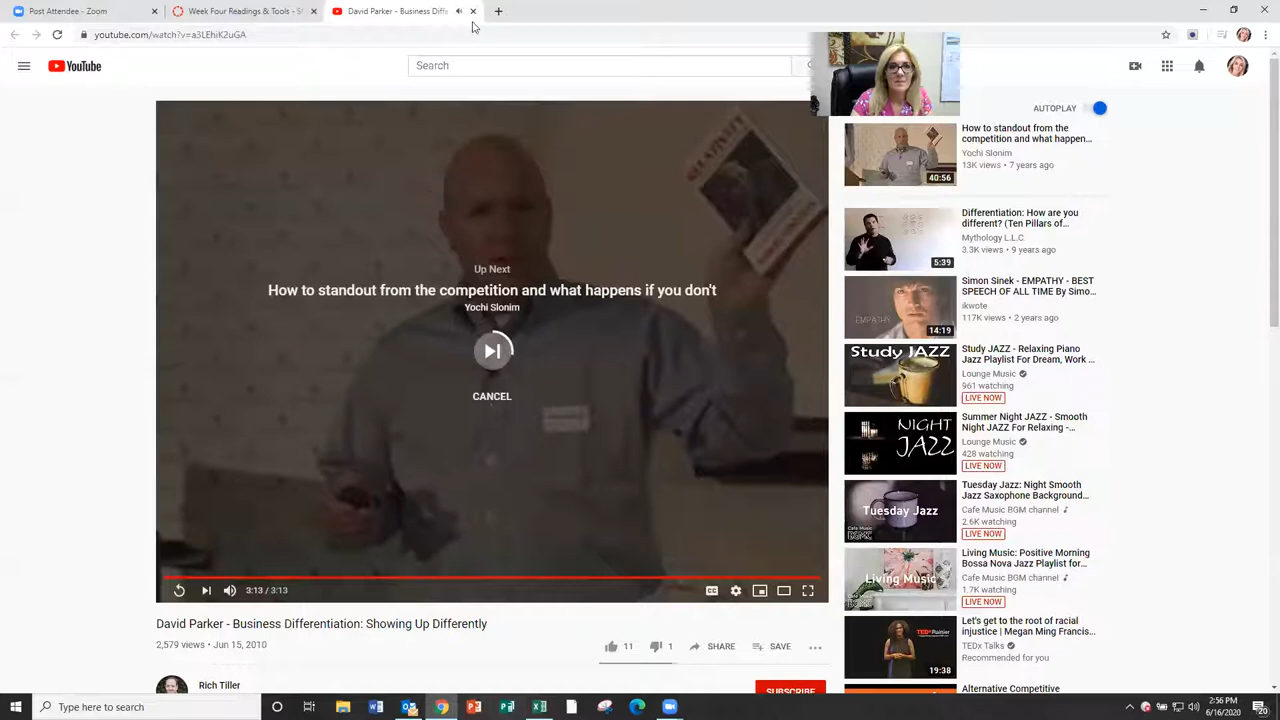 Post Attendee - Zoom
Week Four Readings & Tools - S
David Parker - Business Diffe
youtube.com/watch?v=a3LEhiK2uGA
YouTube
Search
AUTOPLAY
Up Next
How to standout from the competition and what happens if you don't
Yochi Slonim
CANCEL
3:13 / 3:13
David Parker - Business Differentiation: Showing Up Differently
2,579 views • Jun 15, 2010
11
1
SHARE
SAVE
Rich Tiller
SUBSCRIBE
How to standout from the
competition and what happen...
Yochi Slonim
13K views • 7 years ago
40:56
Differentiation: How are you
different? (Ten Pillars of...
Mythology L.L.C.
3.3K views • 9 years ago
5:39
Simon Sinek - EMPATHY - BEST
SPEECH OF ALL TIME By Simo...
ikwote
117K views • 2 years ago
EMPATHY
14:19
Study JAZZ
Study JAZZ - Relaxing Piano
Jazz Playlist For Dream, Work ...
Lounge Music
961 watching
LIVE NOW
NIGHT
JAZZ
Summer Night JAZZ - Smooth
Night JAZZ For Relaxing -...
Lounge Music
428 watching
LIVE NOW
Tuesday Jazz
Cafe Music
BGM
Tuesday Jazz: Night Smooth
Jazz Saxophone Background...
Cafe Music BGM channel
2.6K watching
LIVE NOW
Living Music
Cafe Music
BGM
Living Music: Positive Morning
Bossa Nova Jazz Playlist for...
Cafe Music BGM channel
1.7K watching
LIVE NOW
TEDxRainier
19:38
Let's get to the root of racial
injustice | Megan Ming Francis...
TEDx Talks
Recommended for you
Alternative Competitive
Type here to search
2:56 PM
6/16/2020
20